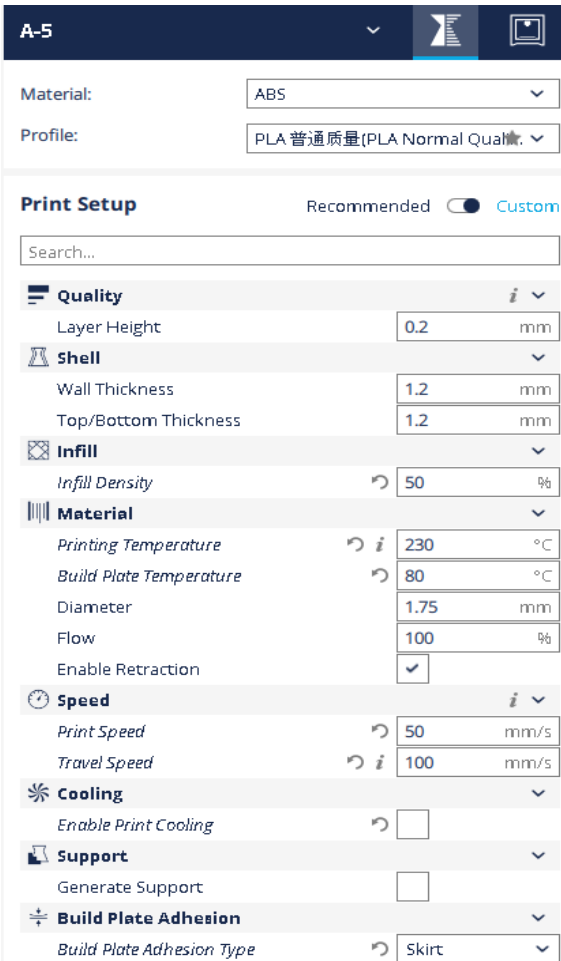 A-5
Material: ABS
Profile: PLA 普通质量(PLA Normal
Print Setup Recommended Custom
Search...
Quality i
Layer Height 0.2 mm
Shell
Wall Thickness 1.2 mm
Top/Bottom Thickness 1.2 mm
Infill
Infill Density 50 %
Material
Printing Temperature i 230 °C
Build Plate Temperature 80 °C
Diameter 1.75 mm
Flow 100 %
Enable Retraction
Speed i
Print Speed 50 mm/s
Travel Speed i 100 mm/s
Cooling
Enable Print Cooling
Support
Generate Support
Build Plate Adhesion
Build Plate Adhesion Type Skirt